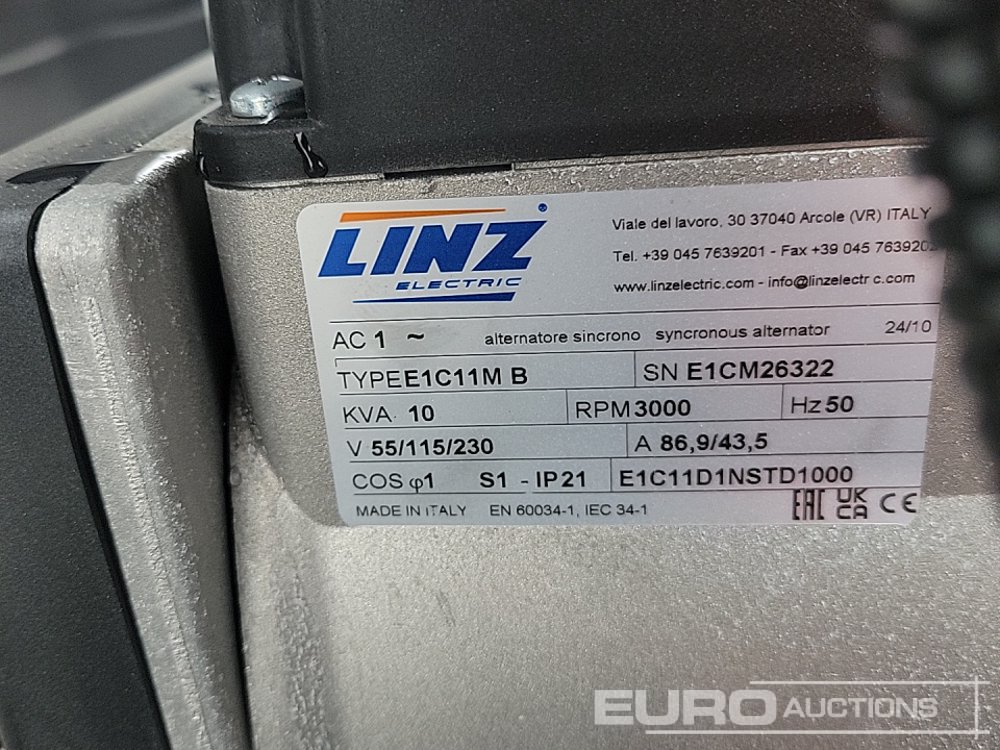 LINZ®
ELECTRIC
Viale del lavoro, 30 37040 Arcole (VR) ITALY
Tel. +39 045 7639201 - Fax +39 045 763920
www.linzelectric.com - info@linzelectr c.com
AC 1 ~ alternatore sincrono syncronous alternator 24/10
TYPE E1C11M B SN E1CM26322
KVA 10 RPM 3000 Hz 50
V 55/115/230 A 86,9/43,5
COS φ1 S1 - IP21 E1C11D1NSTD1000
MADE IN ITALY EN 60034-1, IEC 34-1 EAC UKCA CE
EURO AUCTIONS